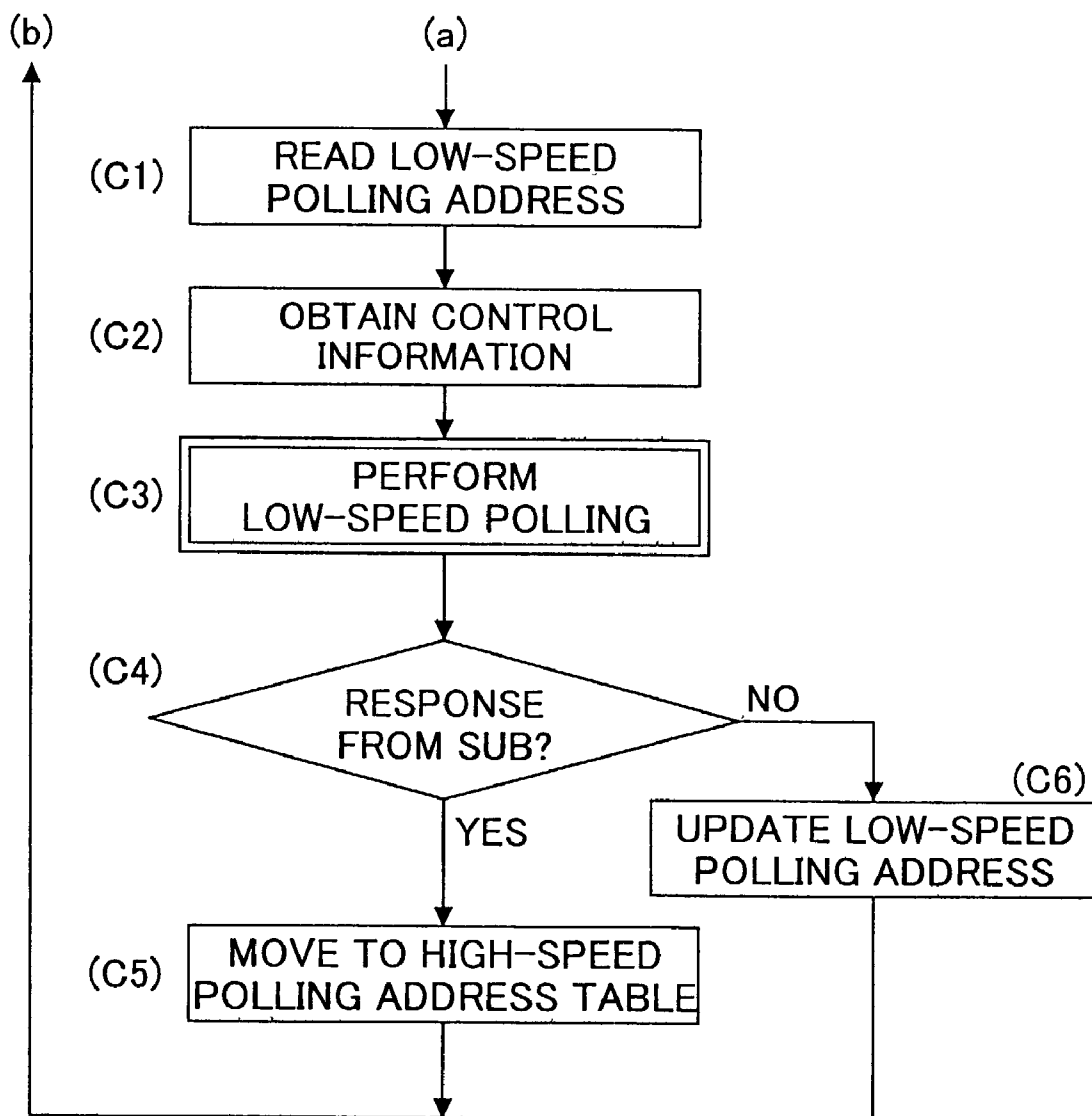 (b)
(a)
(C1)
READ LOW-SPEED
POLLING ADDRESS
(C2)
OBTAIN CONTROL
INFORMATION
(C3)
PERFORM
LOW-SPEED POLLING
(C4)
RESPONSE
FROM SUB?
NO
YES
(C6)
UPDATE LOW-SPEED
POLLING ADDRESS
(C5)
MOVE TO HIGH-SPEED
POLLING ADDRESS TABLE